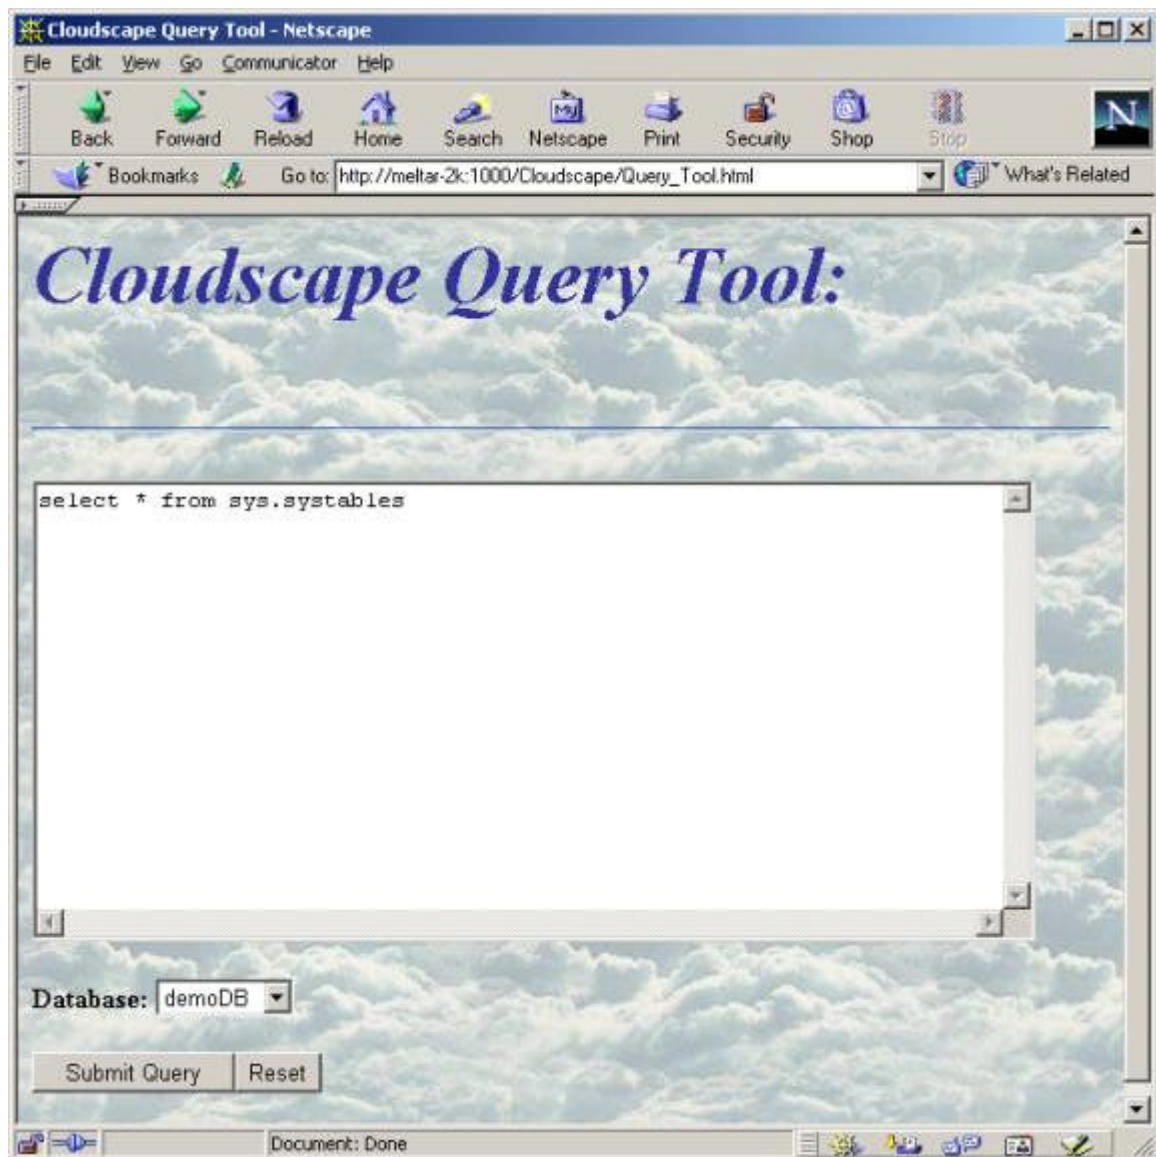 Cloudscape Query Tool - Netscape
File Edit View Go Communicator Help
Back Forward Reload Home Search My Netscape Print Security Shop Stop N
Bookmarks Go to: http://meltar-2k:1000/Cloudscape/Query_Tool.html What's Related
Cloudscape Query Tool:
select * from sys.systables
Database: demoDB
Submit Query Reset
Document: Done